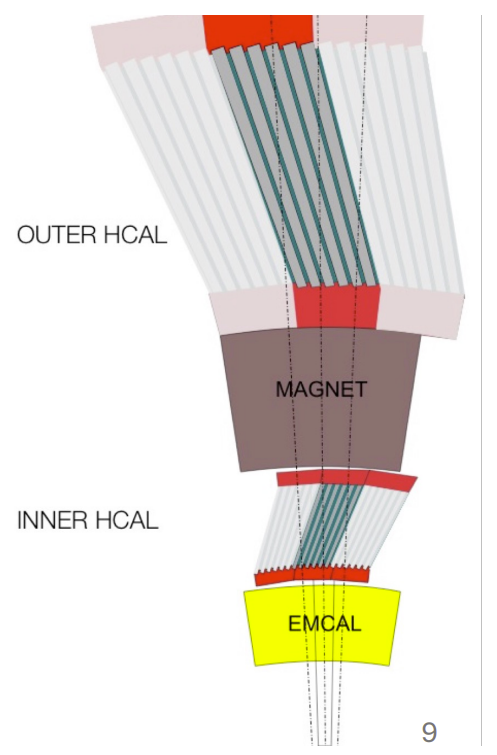 OUTER HCAL
MAGNET
INNER HCAL
EMCAL
9